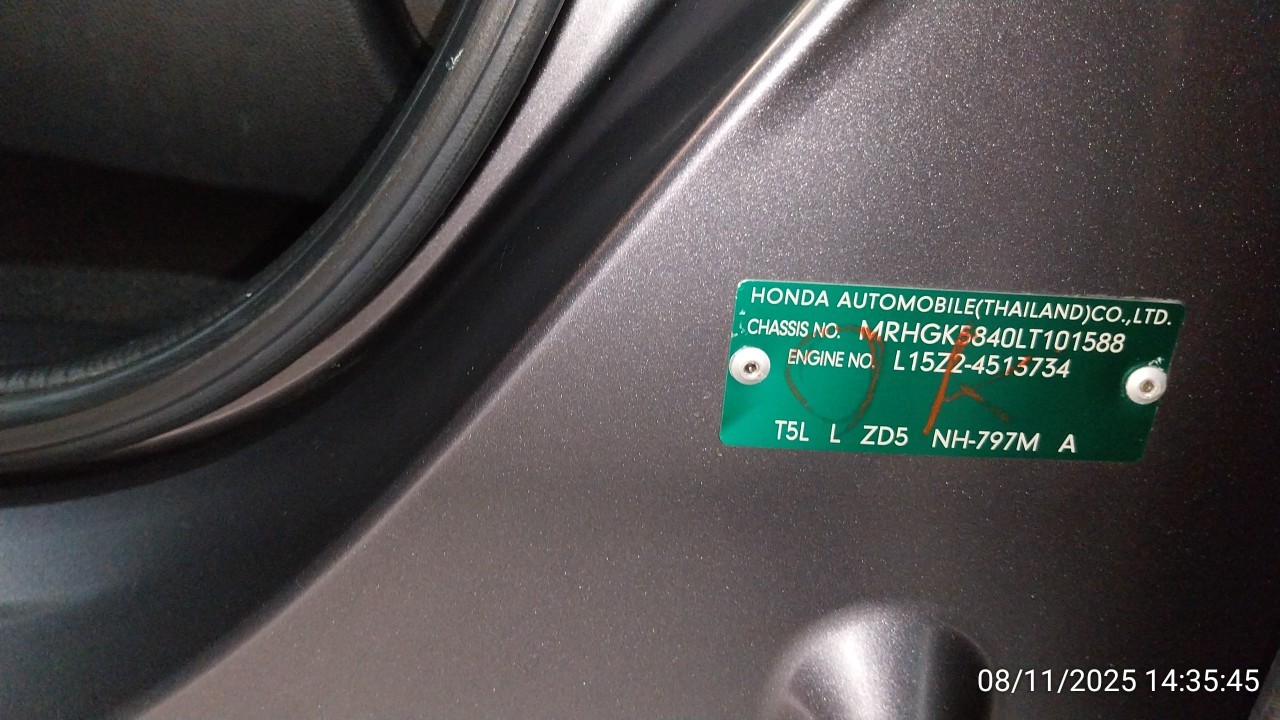 HONDA AUTOMOBILE(THAILAND)CO.,LTD.
CHASSIS NO. MRHGK5840LT101588
ENGINE NO. L15Z2-4513734
OK
T5L L ZD5 NH-797M A
08/11/2025 14:35:45